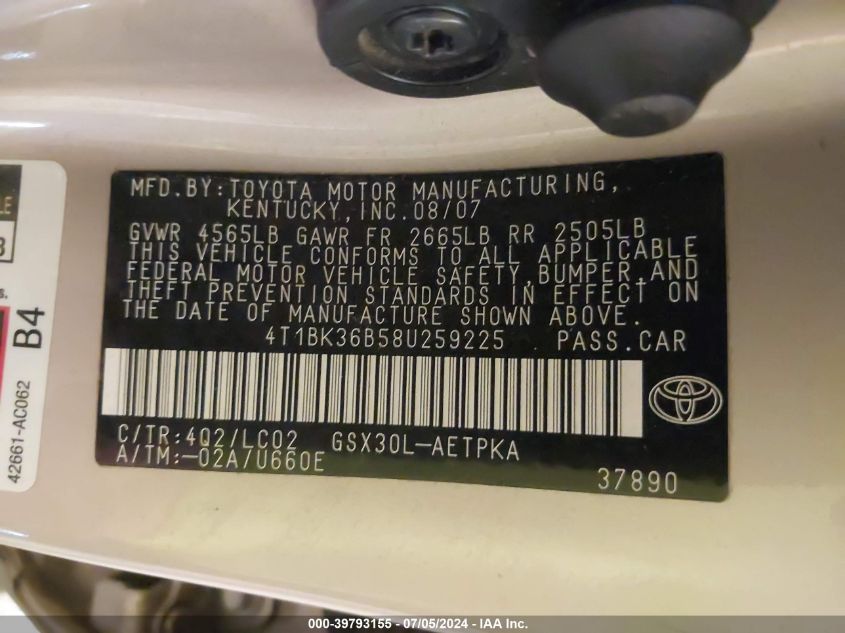 MFD.BY:TOYOTA MOTOR MANUFACTURING,
KENTUCKY,INC.08/07
GVWR 4565LB GAWR FR 2665LB RR 2505LB
THIS VEHICLE CONFORMS TO ALL APPLICABLE
FEDERAL MOTOR VEHICLE SAFETY,BUMPER,AND
THEFT PREVENTION STANDARDS IN EFFECT ON
THE DATE OF MANUFACTURE SHOWN ABOVE.
4T1BK36B58U259225 PASS.CAR
C/TR:4Q2/LC02 GSX30L-AETPKA
A/TM:-02A/U660E
37890
B4
42661-AC062
000-39793155 - 07/05/2024 - IAA Inc.